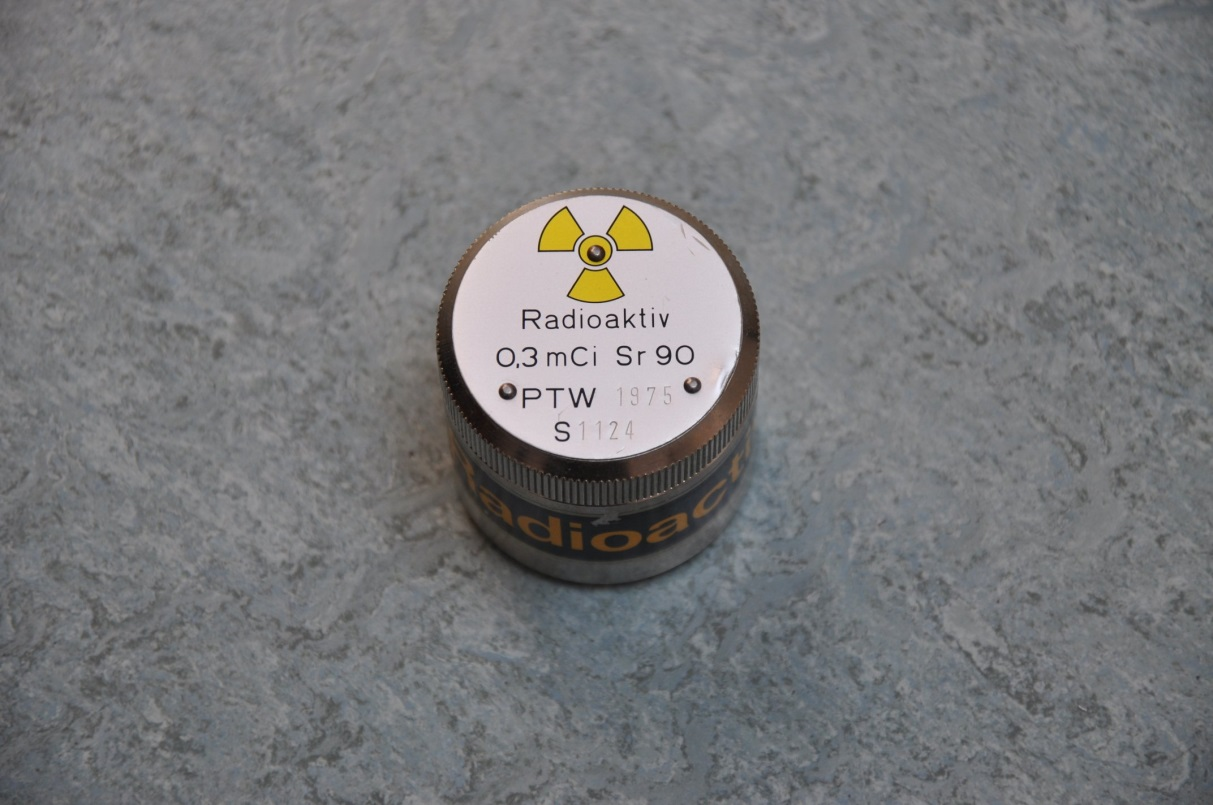 Radioaktiv
0,3 mCi Sr 90
PTW 1975
S1124
Radioact